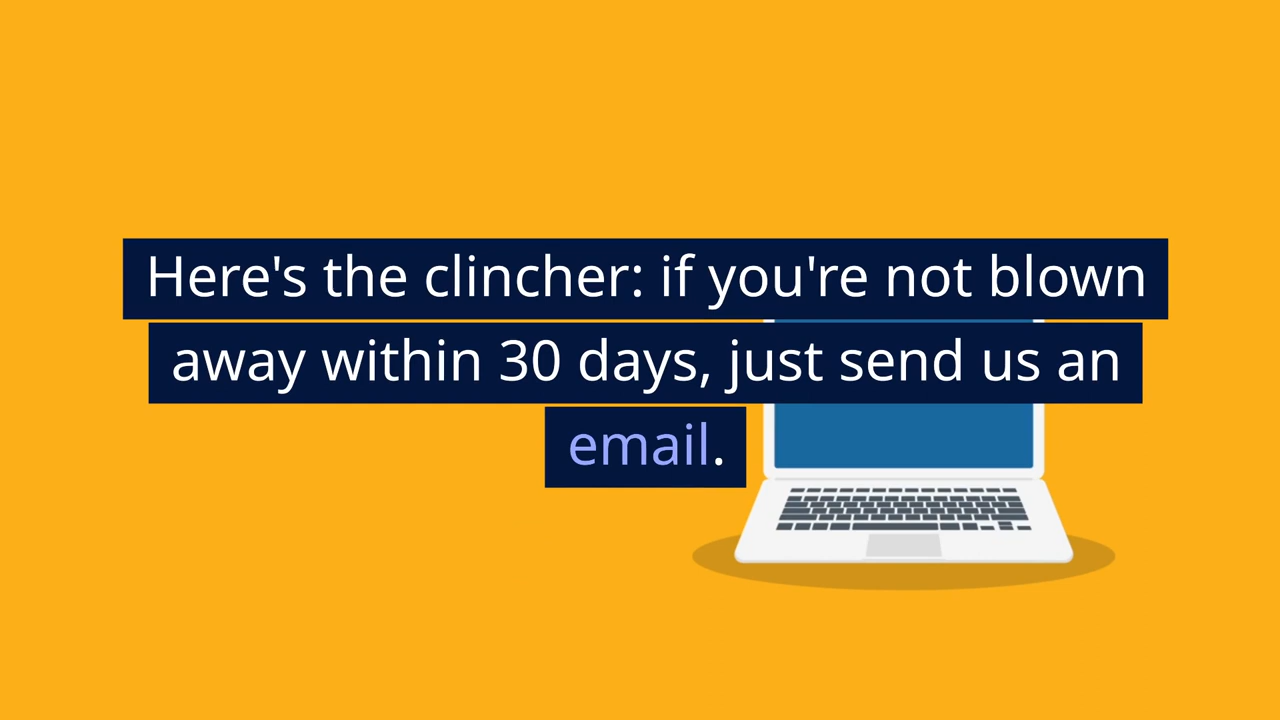 Here's the clincher: if you're not blown
away within 30 days, just send us an
email.